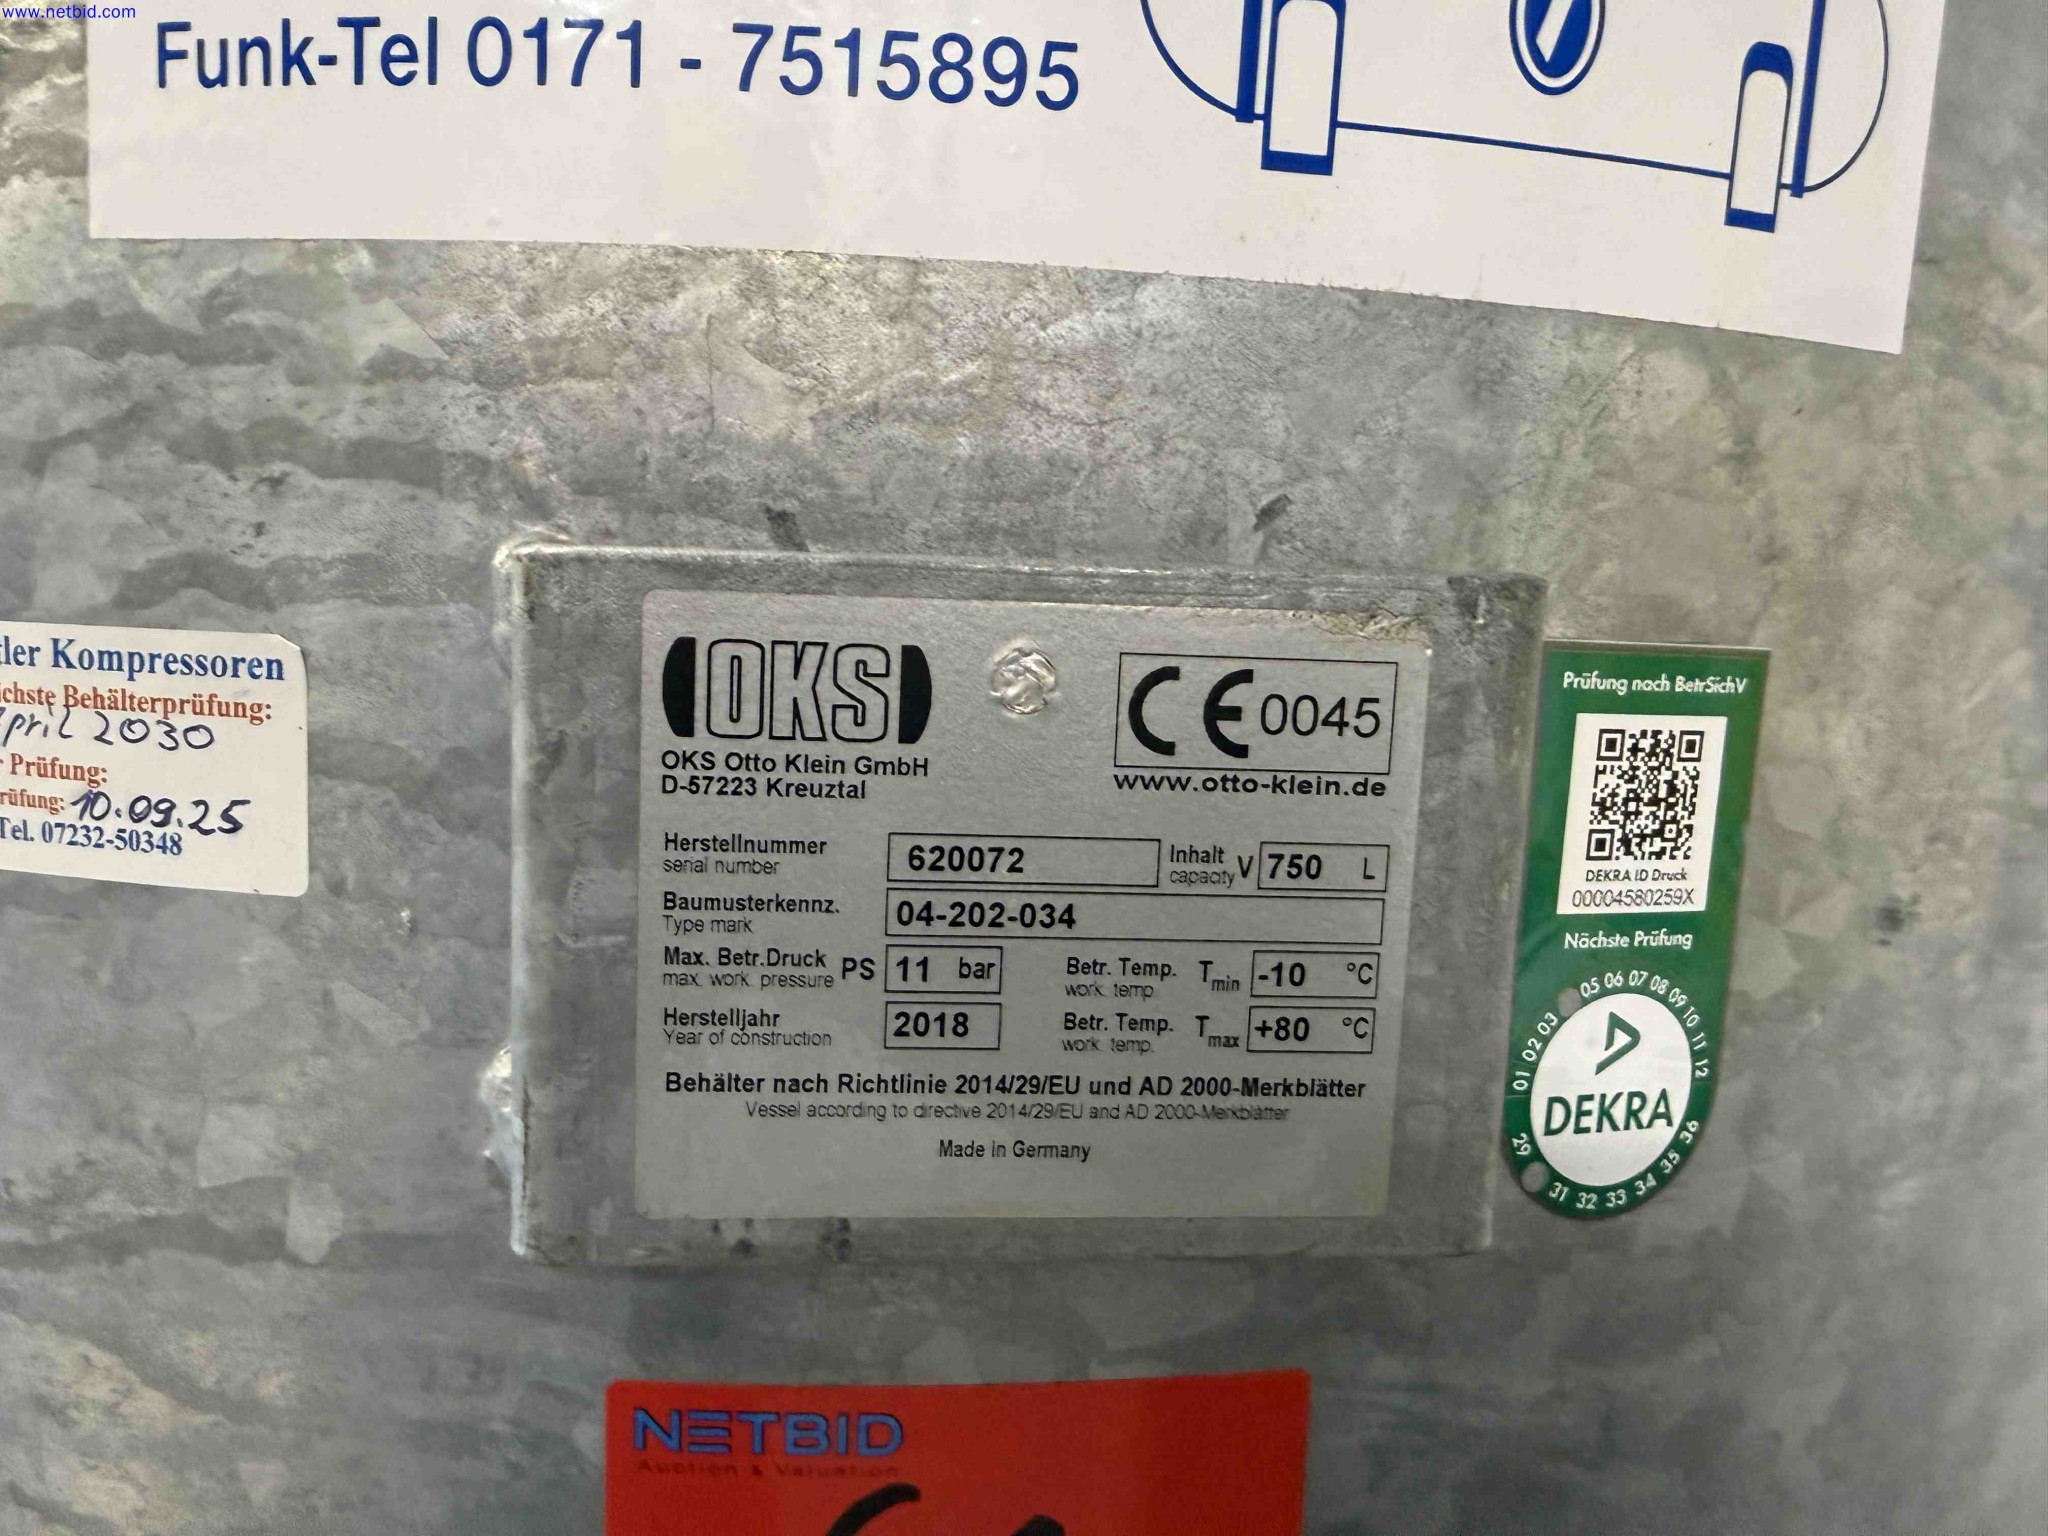 www.netbid.com
Funk-Tel 0171 - 7515895
tler Kompressoren
ichste Behälterprüfung:
April 2030
r Prüfung:
rüfung: 10.09.25
Tel. 07232-50348
OKS
OKS Otto Klein GmbH
D-57223 Kreuztal
CE 0045
www.otto-klein.de
Herstellnummer
serial number
620072
Inhalt
capacity
V 750 L
Baumusterkennz.
Type mark
04-202-034
Max. Betr.Druck
max. work. pressure
PS 11 bar
Betr. Temp.
work. temp.
Tmin -10 °C
Herstelljahr
Year of construction
2018
Betr. Temp.
work. temp.
Tmax +80 °C
Behälter nach Richtlinie 2014/29/EU und AD 2000-Merkblätter
Vessel according to directive 2014/29/EU and AD 2000-Merkblätter
Made in Germany
Prüfung nach BetrSichV
DEKRA ID Druck
00004580259X
Nächste Prüfung
01 02 03 05 06 07 08 09 10 11 12
DEKRA
29 31 32 33 34 35 36
NETBID
Auction & Valuation